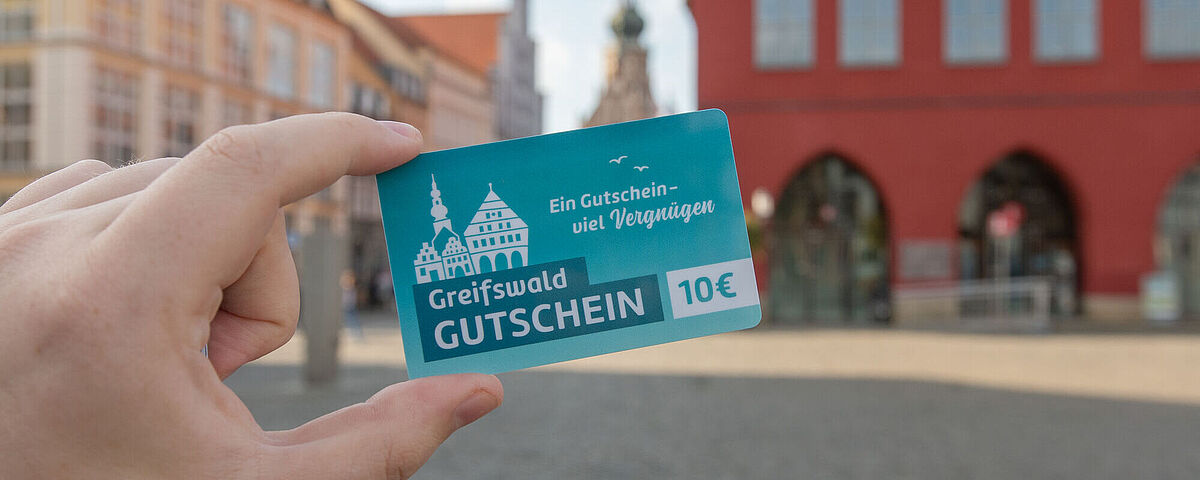 Ein Gutschein-
viel Vergnügen
Greifswald
GUTSCHEIN
10€